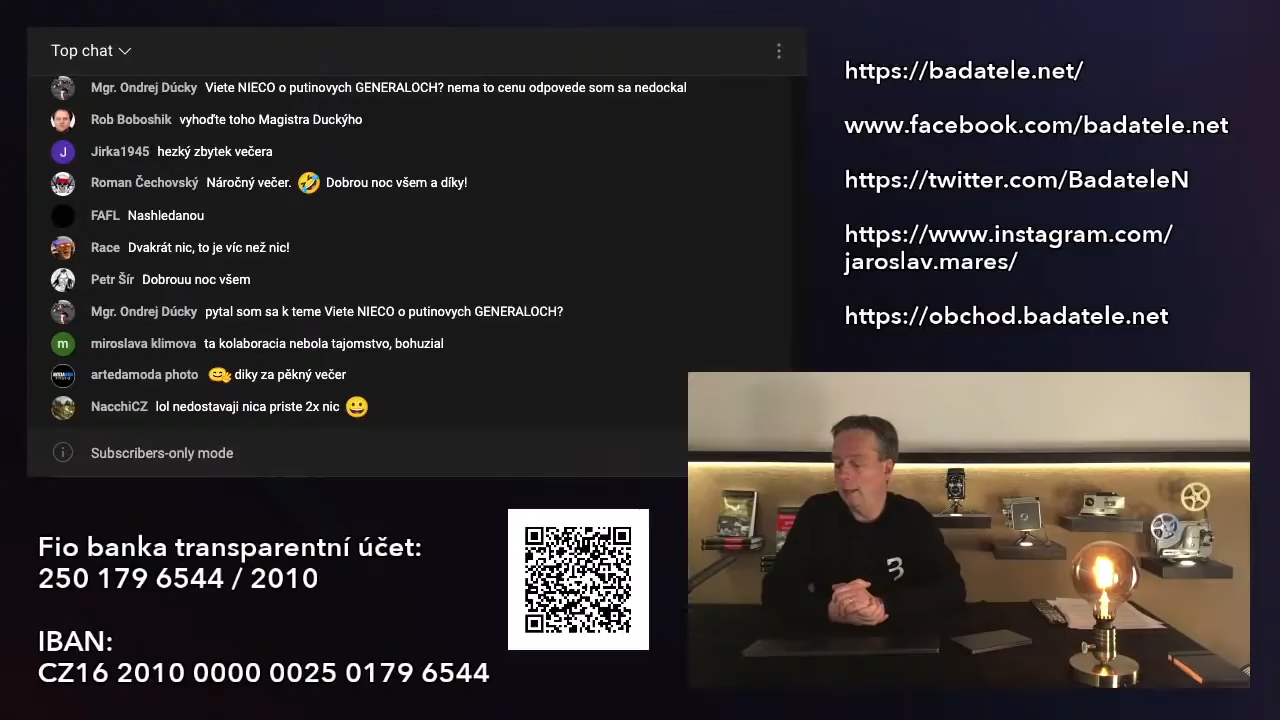 Top chat
Mgr. Ondrej Dúcky Viete NIECO o putinovych GENERALOCH? nema to cenu odpovede som sa nedockal
Rob Boboshik vyhoďte toho Magistra Duckýho
J Jirka1945 hezký zbytek večera
Roman Čechovský Náročný večer. 🤣 Dobrou noc všem a díky!
FAFL Nashledanou
Race Dvakrát nic, to je víc než nic!
Petr Šír Dobrouu noc všem
Mgr. Ondrej Dúcky pytal som sa k teme Viete NIECO o putinovych GENERALOCH?
m miroslava klimova ta kolaboracia nebola tajomstvo, bohuzial
artedamoda photo diky za pěkný večer
NacchiCZ lol nedostavaji nica priste 2x nic 😀
Subscribers-only mode
https://badatele.net/
www.facebook.com/badatele.net
https://twitter.com/BadateleN
https://www.instagram.com/
jaroslav.mares/
https://obchod.badatele.net
Fio banka transparentní účet:
250 179 6544 / 2010
IBAN:
CZ16 2010 0000 0025 0179 6544